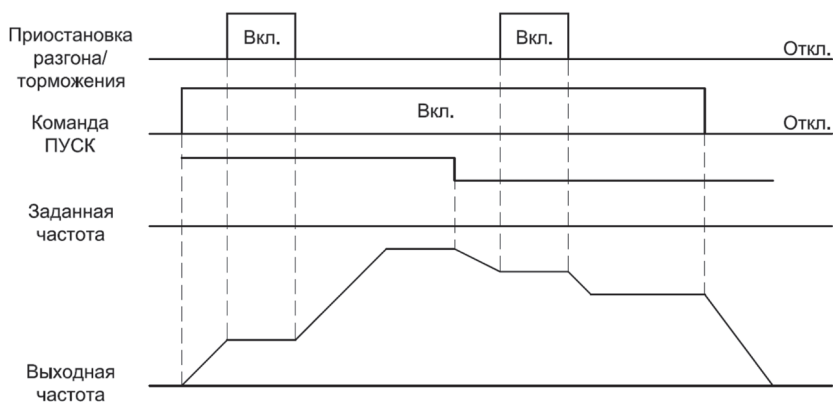 Приостановка
разгона/
торможения
Вкл.
Вкл.
Откл.
Команда
ПУСК
Вкл.
Откл.
Заданная
частота
Выходная
частота